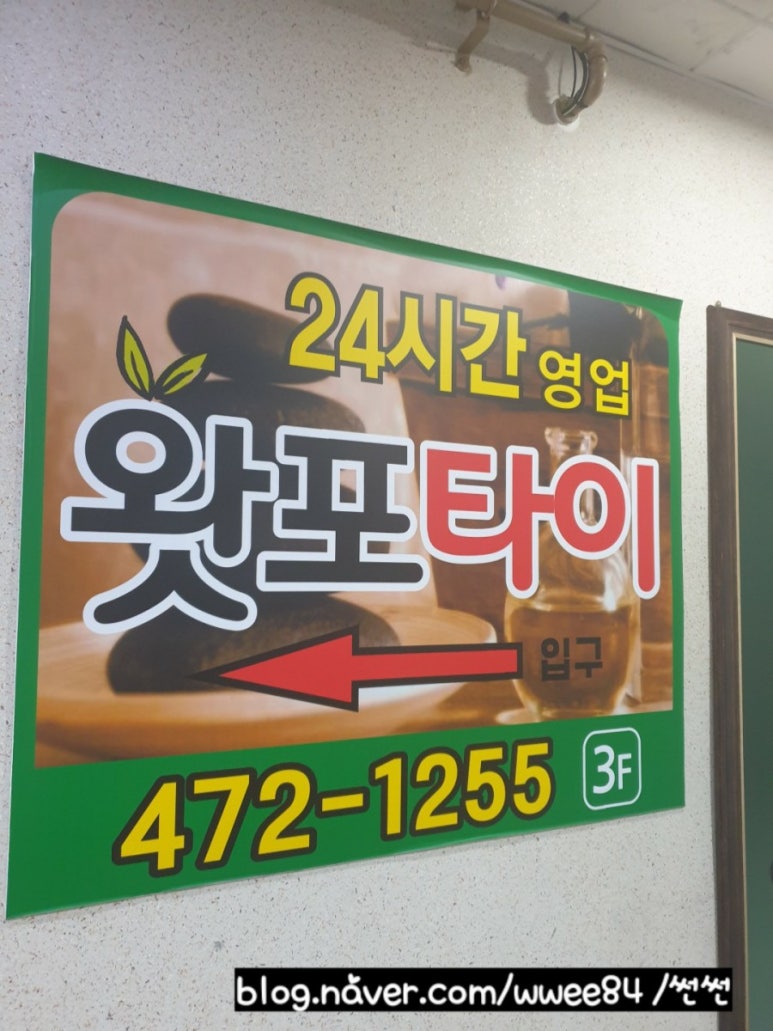 24시간 영업
왓포타이
입구
472-1255 3F
blog.naver.com/wwee84 /썬썬